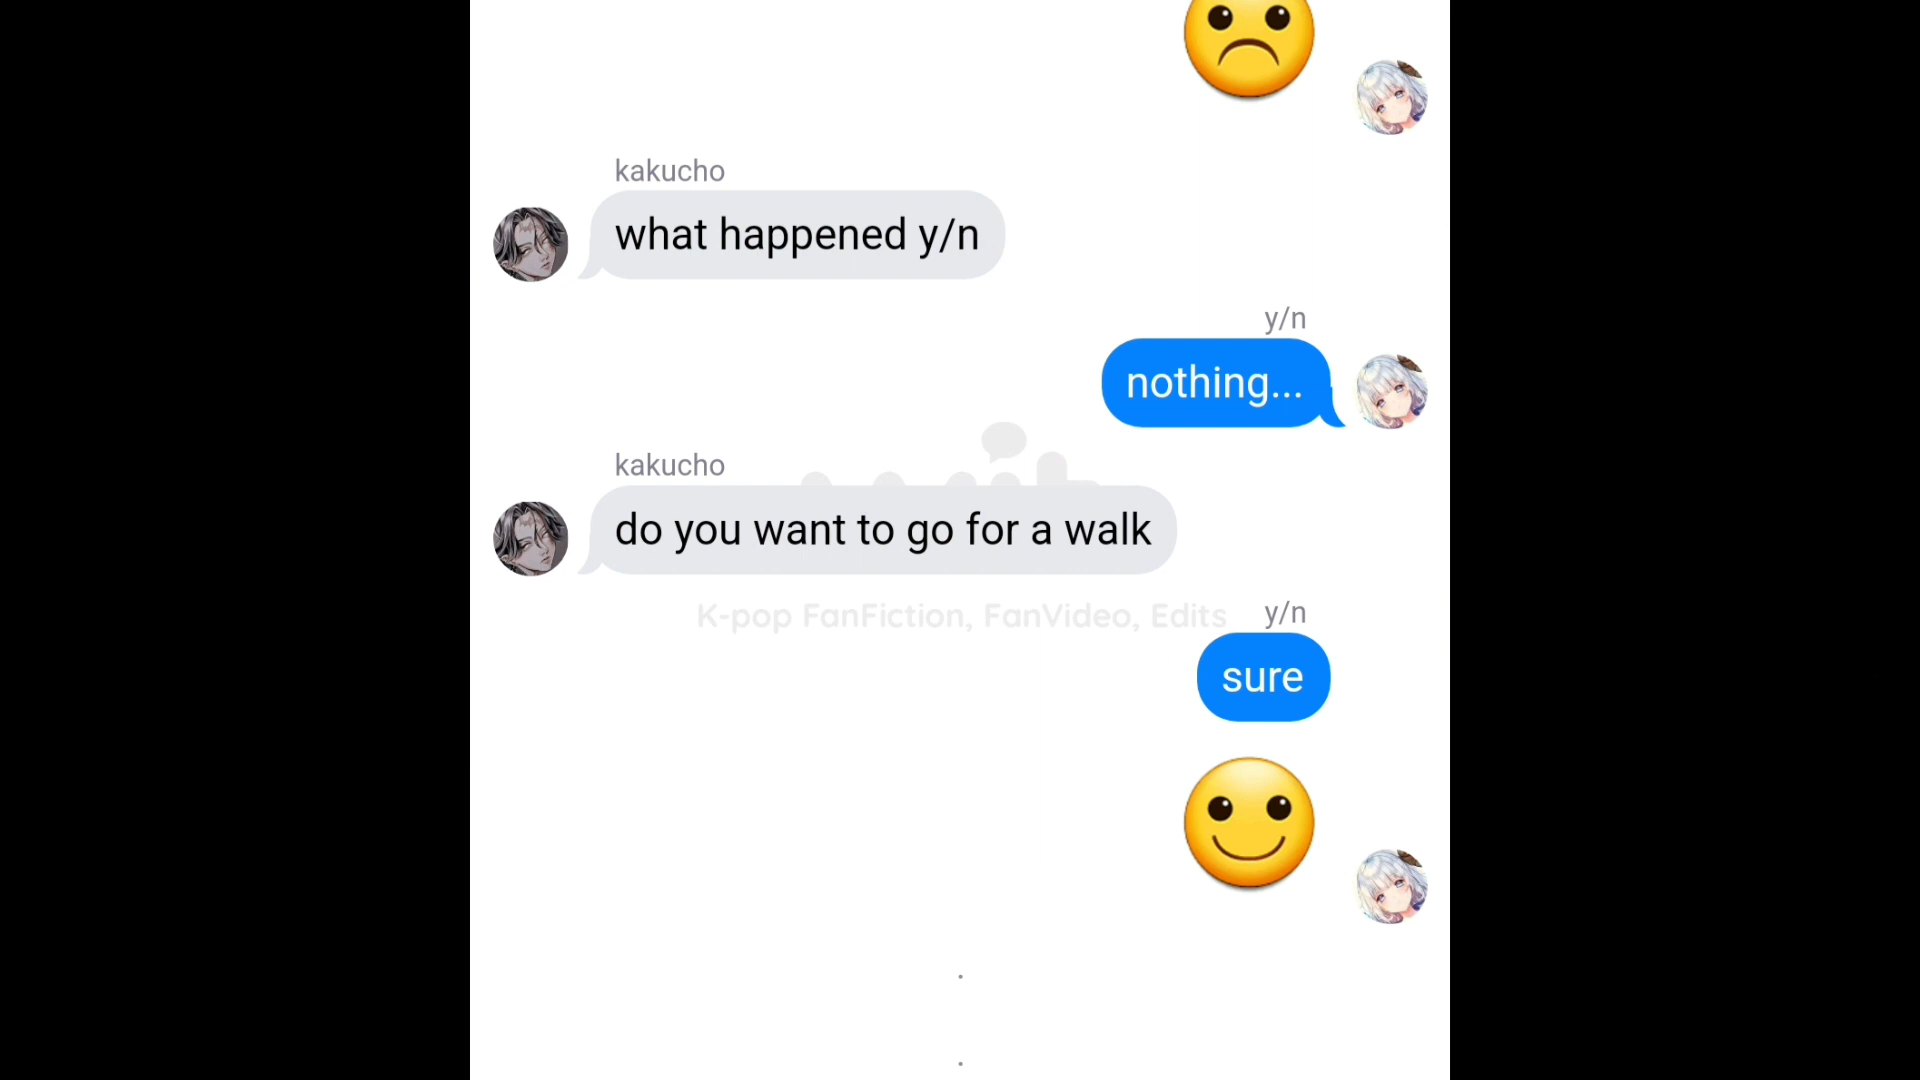 kakucho
what happened y/n
y/n
nothing...
kakucho
do you want to go for a walk
K-pop FanFiction, FanVideo, Edits
y/n
sure
.
.